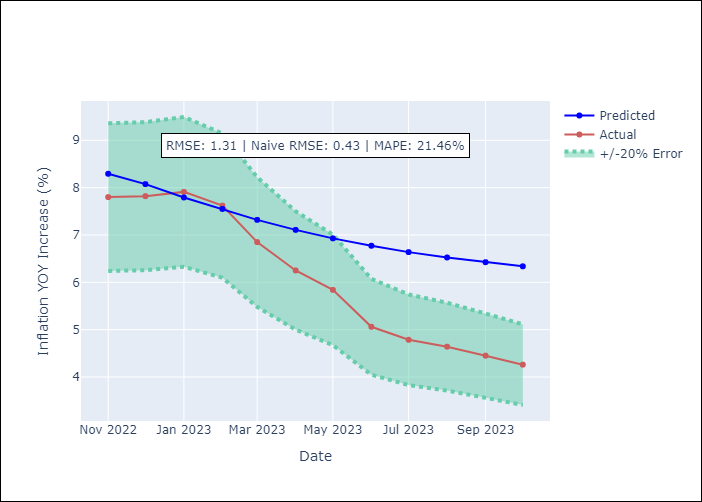 RMSE: 1.31 | Naive RMSE: 0.43 | MAPE: 21.46%
Predicted
Actual
+/-20% Error
Inflation YOY Increase (%)
9
8
7
6
5
4
Nov 2022 Jan 2023 Mar 2023 May 2023 Jul 2023 Sep 2023
Date